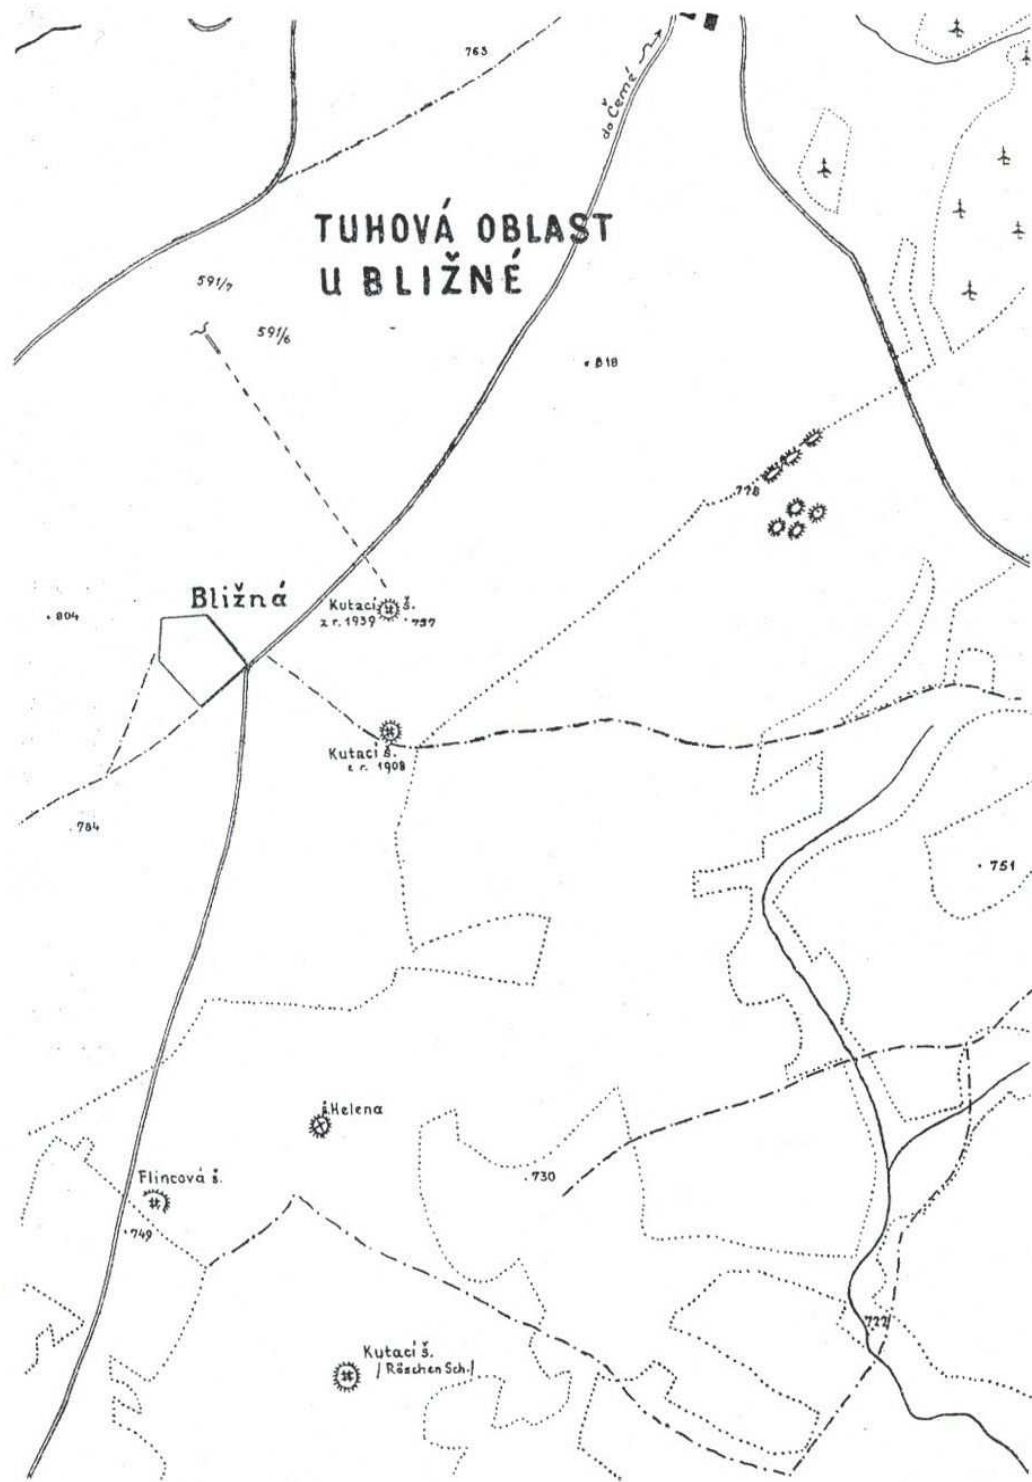 763
do Černé
TUHOVÁ OBLAST
U BLIŽNÉ
591/7
591/6
818
778
Bližná
804
Kutací š.
z r. 1939
797
Kutací š.
z r. 1908
784
751
š. Helena
Flincová š.
730
749
722
Kutací š.
/ Röschen Sch. /